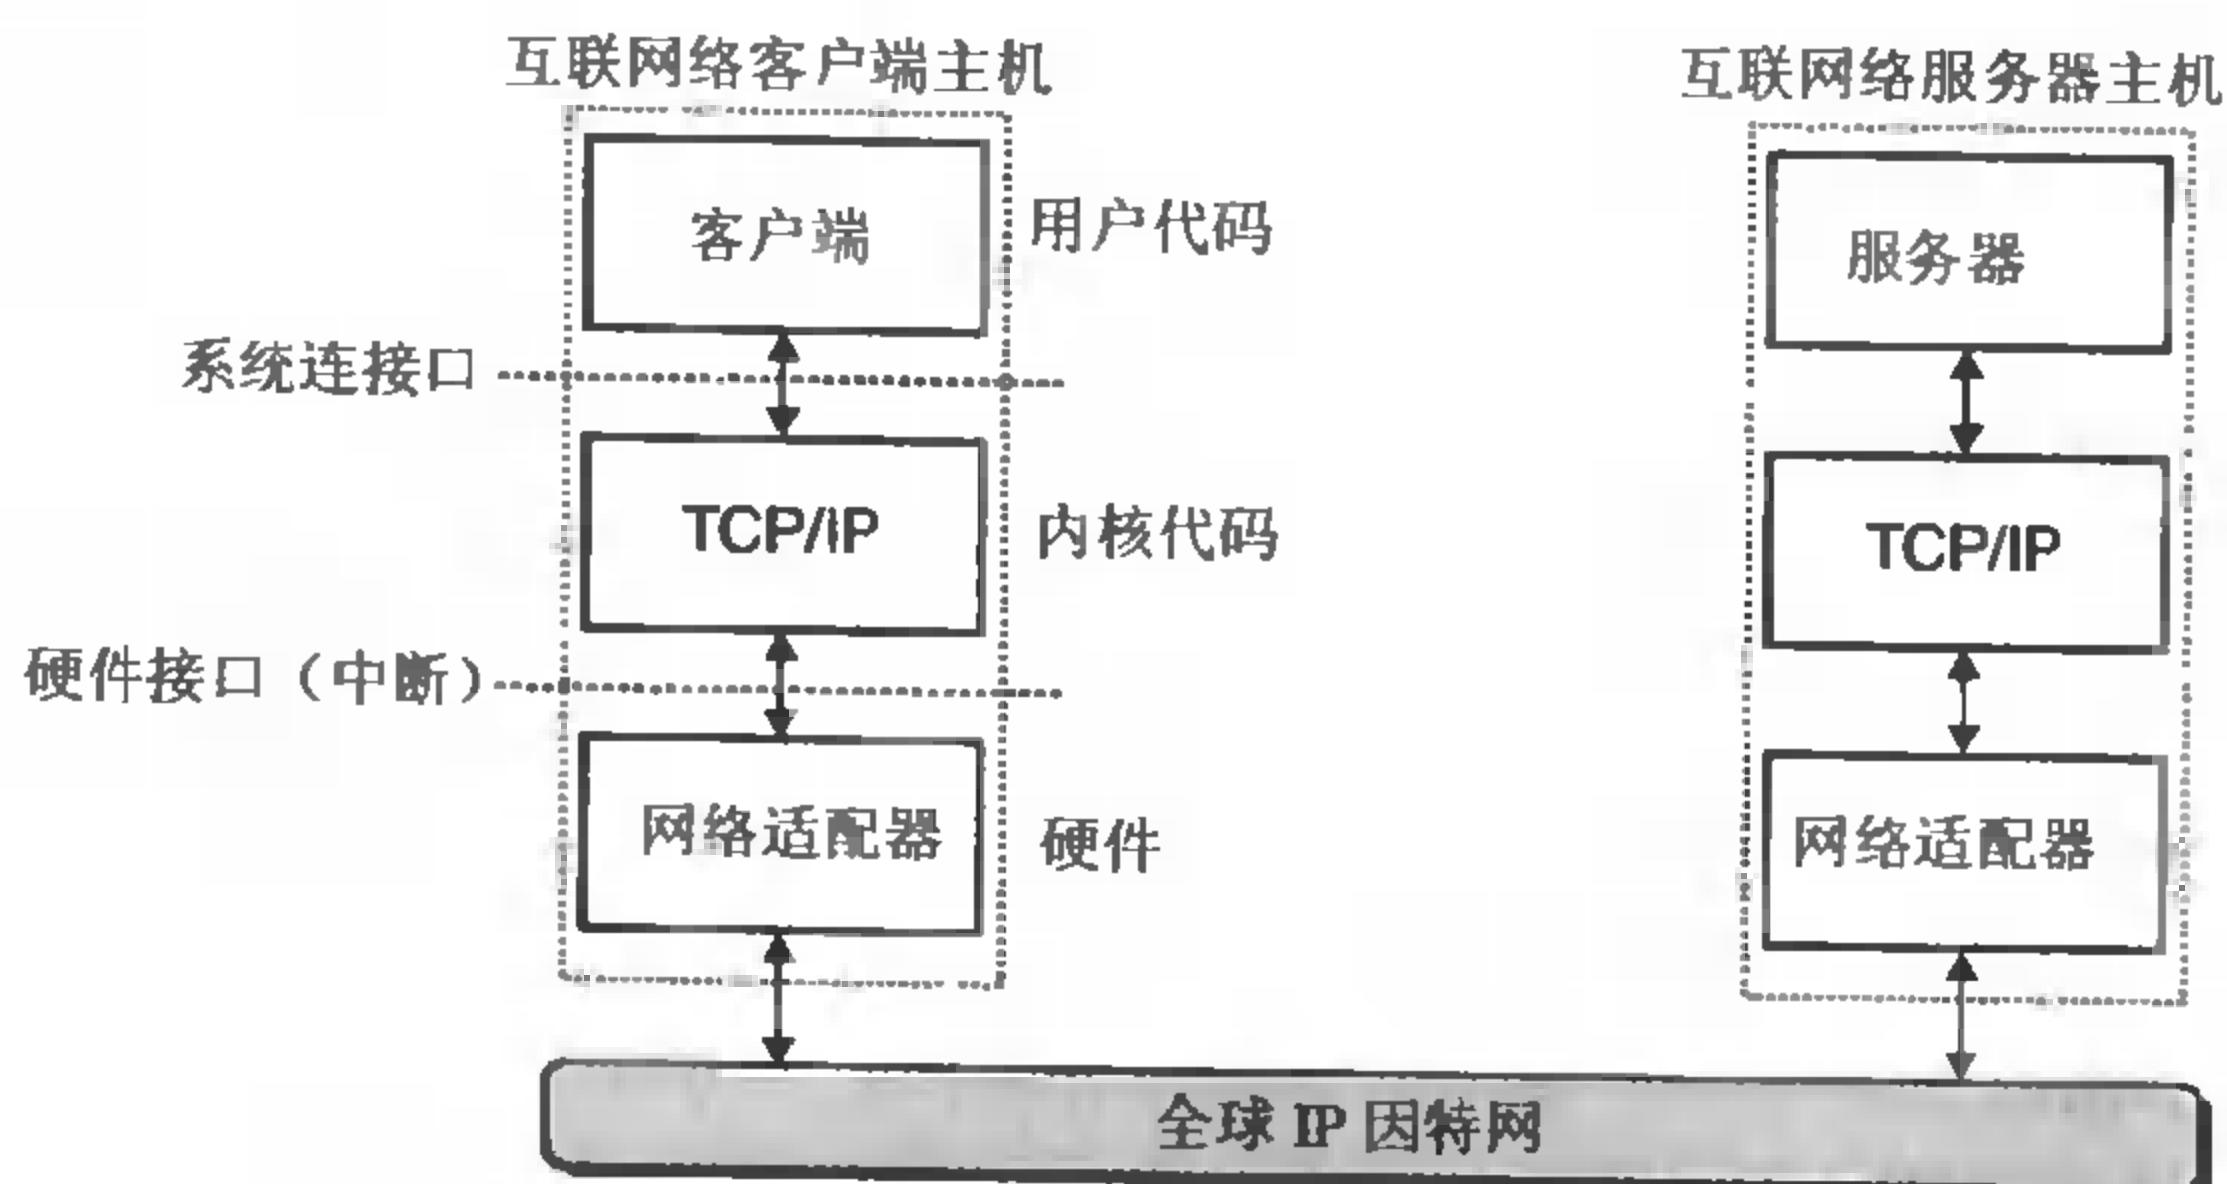 互联网络客户端主机
互联网络服务器主机
客户端
用户代码
服务器
系统连接口
TCP/IP
内核代码
TCP/IP
硬件接口（中断）
网络适配器
硬件
网络适配器
全球 IP 因特网